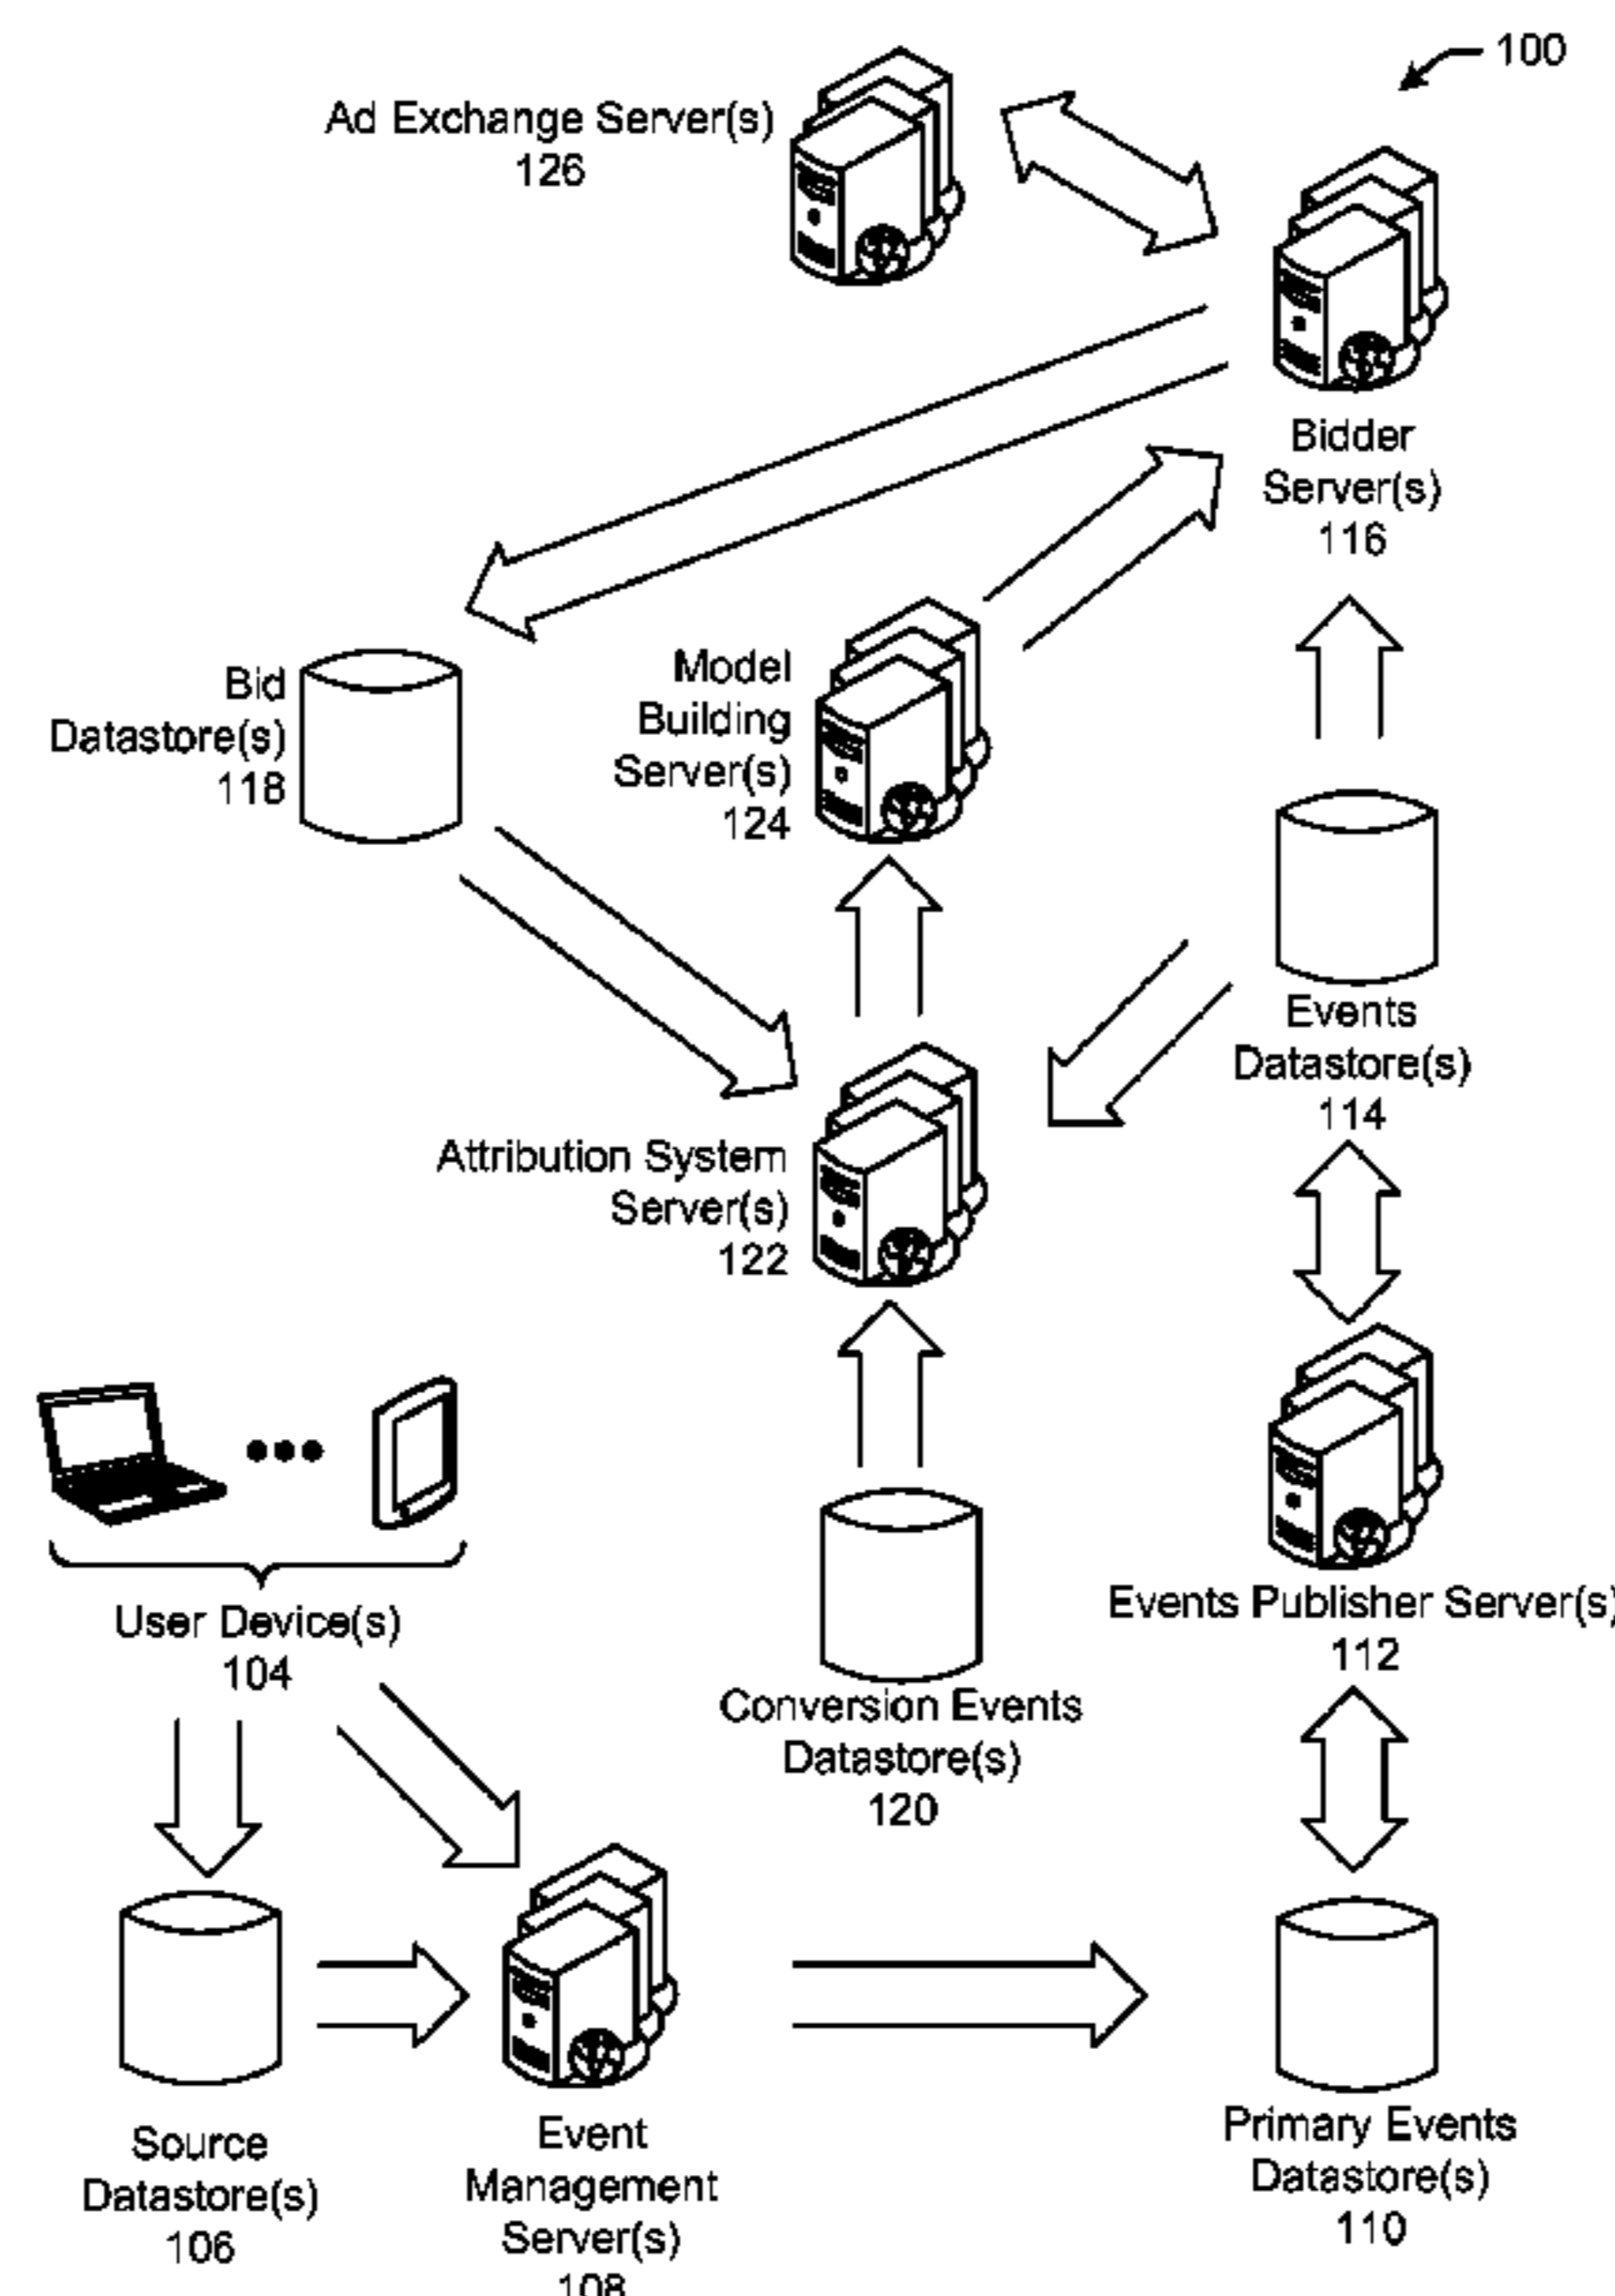 100
Ad Exchange Server(s)
126
Bidder
Server(s)
116
Bid
Datastore(s)
118
Model
Building
Server(s)
124
Events
Datastore(s)
114
Attribution System
Server(s)
122
Events Publisher Server(s)
112
User Device(s)
104
Conversion Events
Datastore(s)
120
Source
Datastore(s)
106
Event
Management
Server(s)
108
Primary Events
Datastore(s)
110